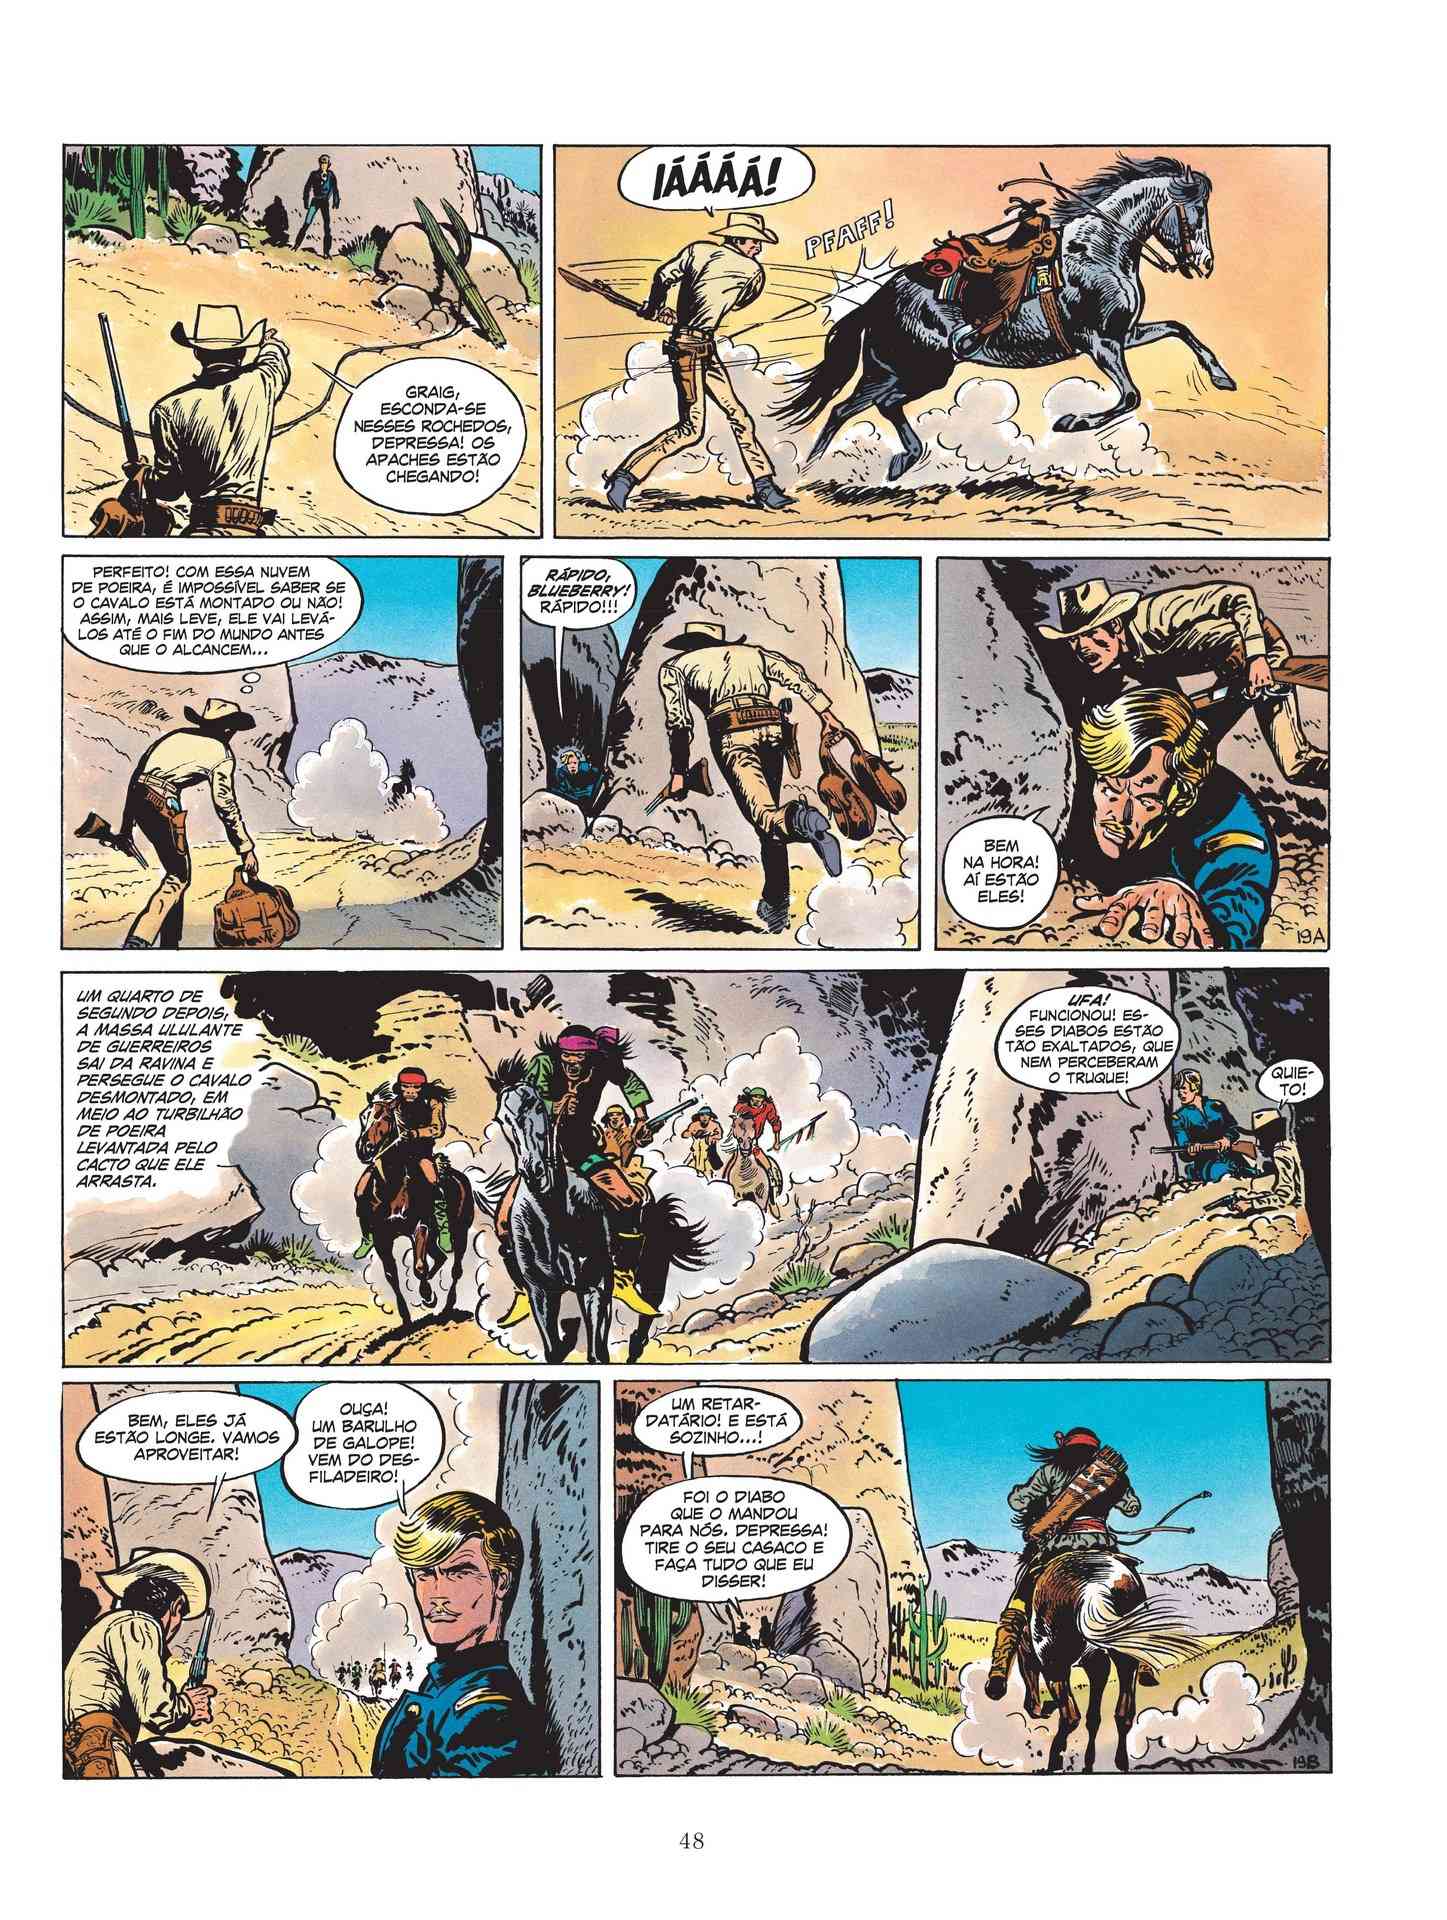 GRAIG,
ESCONDA-SE
NESSES ROCHEDOS,
DEPRESSA! OS
APACHES ESTÃO
CHEGANDO!
IÁÁÁÁ!
PFAFF!
PERFEITO! COM ESSA NUVEM
DE POEIRA, É IMPOSSÍVEL SABER SE
O CAVALO ESTÁ MONTADO OU NÃO!
ASSIM, MAIS LEVE, ELE VAI LEVÁ-
LOS ATÉ O FIM DO MUNDO ANTES
QUE O ALCANCEM...
RÁPIDO,
BLUEBERRY!
RÁPIDO!!!
BEM
NA HORA!
AÍ ESTÃO
ELES!
19A
UM QUARTO DE
SEGUNDO DEPOIS,
A MASSA ULULANTE
DE GUERREIROS
SAI DA RAVINA E
PERSEGUE O CAVALO
DESMONTADO, EM
MEIO AO TURBILHÃO
DE POEIRA
LEVANTADA PELO
CACTO QUE ELE
ARRASTA.
UFA!
FUNCIONOU! ES-
SES DIABOS ESTÃO
TÃO EXALTADOS, QUE
NEM PERCEBERAM
O TRUQUE!
QUIE-
TO!
BEM, ELES JÁ
ESTÃO LONGE. VAMOS
APROVEITAR!
OUÇA!
UM BARULHO
DE GALOPE!
VEM DO DES-
FILADEIRO!
UM RETAR-
DATÁRIO! E ESTÁ
SOZINHO...!
FOI O DIABO
QUE O MANDOU
PARA NÓS. DEPRESSA!
TIRE O SEU CASACO E
FAÇA TUDO QUE EU
DISSER!
19B
48